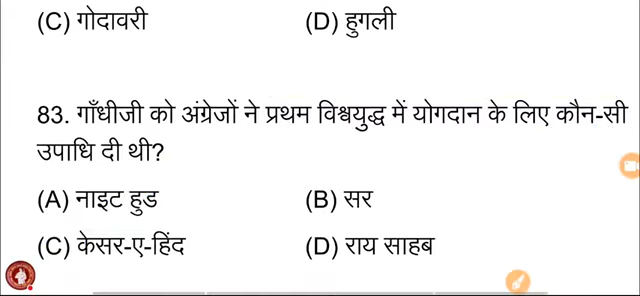 (C) गोदावरी (D) हुगली
83. गाँधीजी को अंग्रेजों ने प्रथम विश्वयुद्ध में योगदान के लिए कौन-सी
उपाधि दी थी?
(A) नाइट हुड (B) सर
(C) केसर-ए-हिंद (D) राय साहब